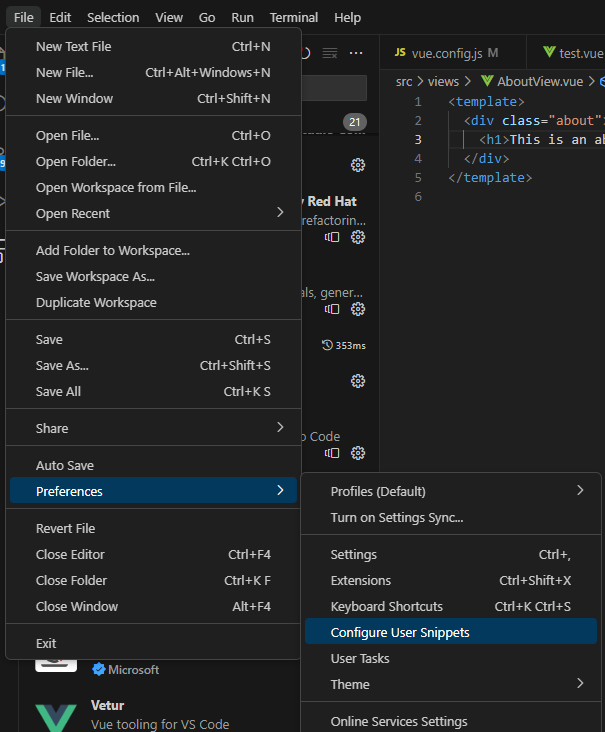 File Edit Selection View Go Run Terminal Help
New Text File Ctrl+N
New File... Ctrl+Alt+Windows+N
New Window Ctrl+Shift+N
Open File... Ctrl+O
Open Folder... Ctrl+K Ctrl+O
Open Workspace from File...
Open Recent
Add Folder to Workspace...
Save Workspace As...
Duplicate Workspace
Save Ctrl+S
Save As... Ctrl+Shift+S
Save All Ctrl+K S
Share
Auto Save
Preferences
Revert File
Close Editor Ctrl+F4
Close Folder Ctrl+K F
Close Window Alt+F4
Exit
Microsoft
Vetur
Vue tooling for VS Code
21
Red Hat
refactorin...
als, gener...
353ms
Code
Profiles (Default)
Turn on Settings Sync...
Settings Ctrl+,
Extensions Ctrl+Shift+X
Keyboard Shortcuts Ctrl+K Ctrl+S
Configure User Snippets
User Tasks
Theme
Online Services Settings
JS vue.config.js M test.vue
src > views > AboutView.vue >
1 <template>
2 <div class="about">
3 <h1>This is an ab
4 </div>
5 </template>
6